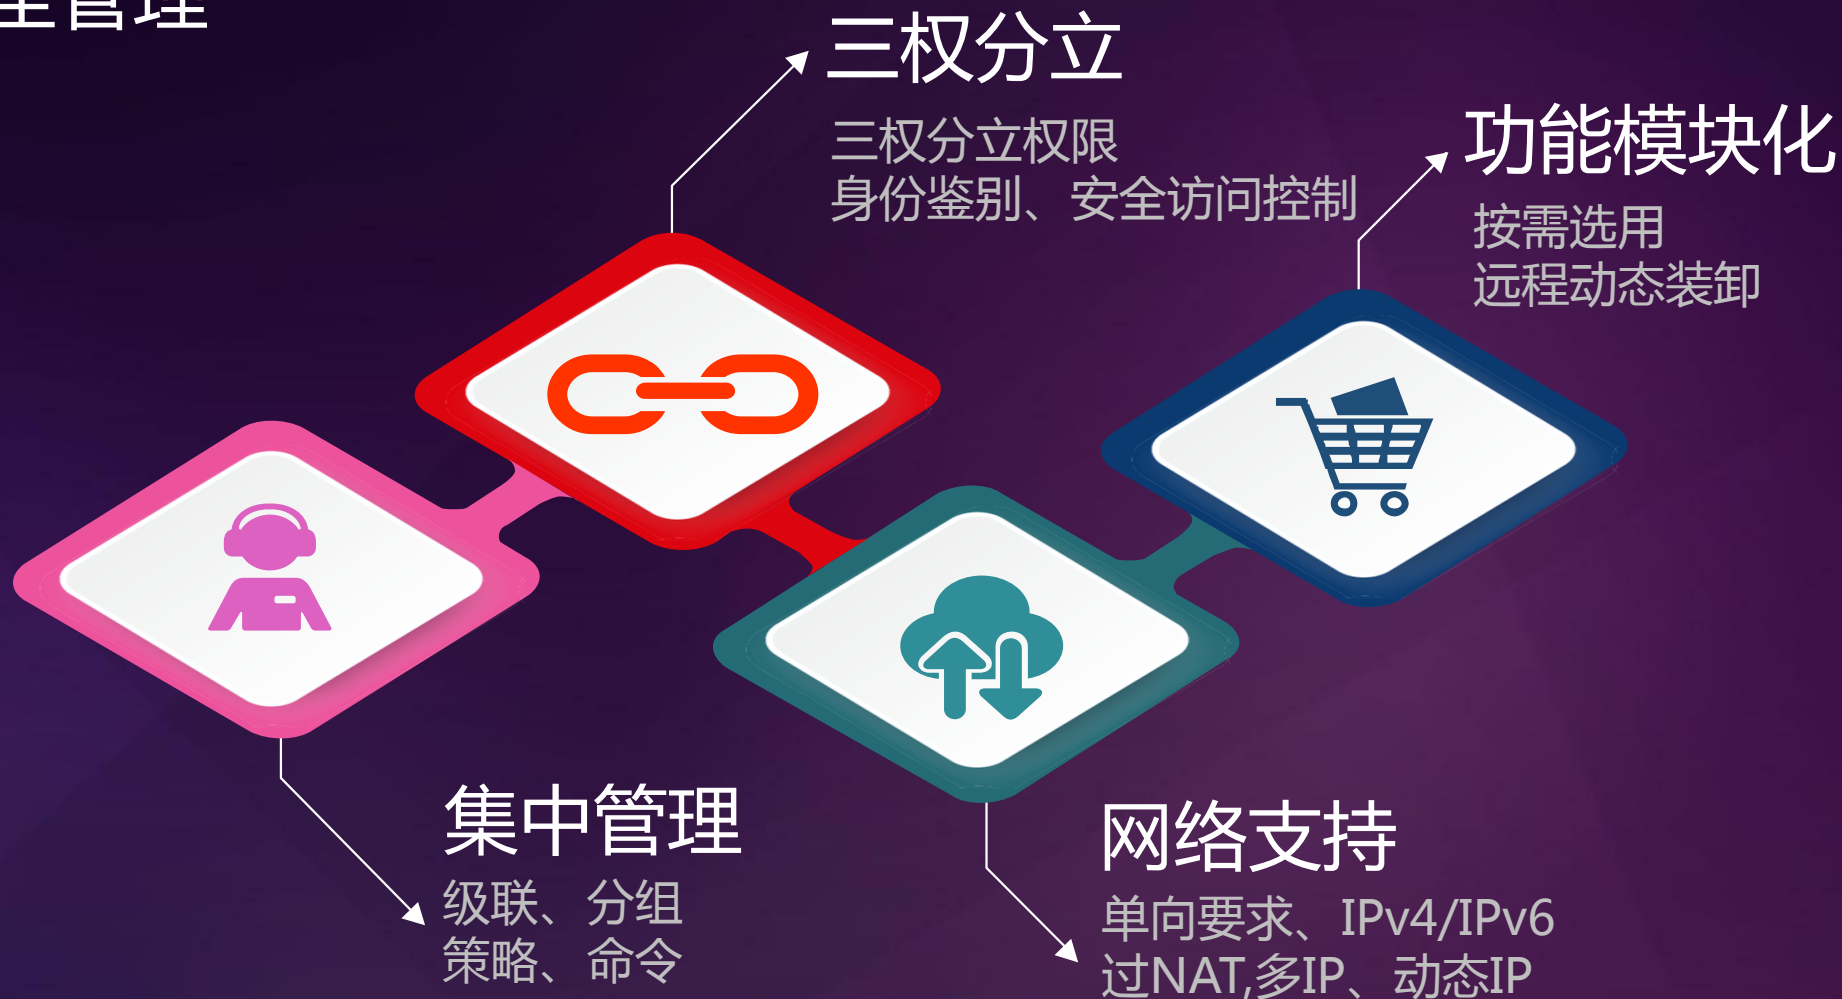 管理
三权分立
三权分立权限
身份鉴别、安全访问控制
功能模块化
按需选用
远程动态装卸
集中管理
级联、分组
策略、命令
网络支持
单向要求、IPv4/IPv6
过NAT,多IP、动态IP